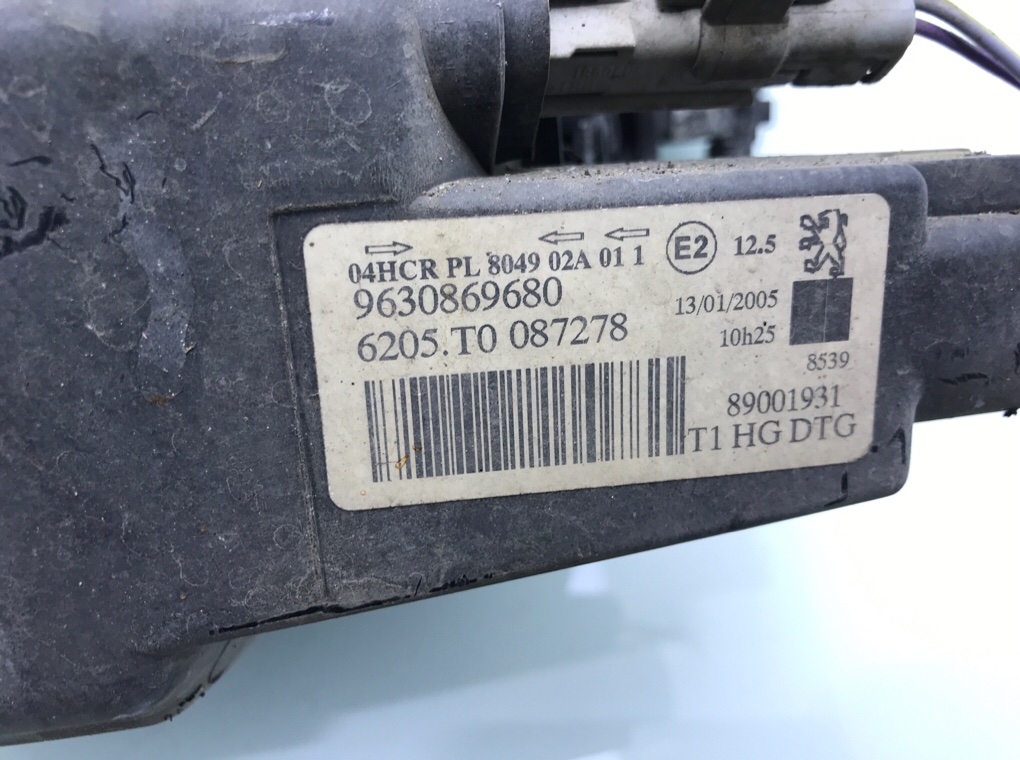 04HCR PL 8049 02A 01 1
E2 12.5
9630869680
13/01/2005
6205.T0 087278
10h25
8539
89001931
T1 HG DTG